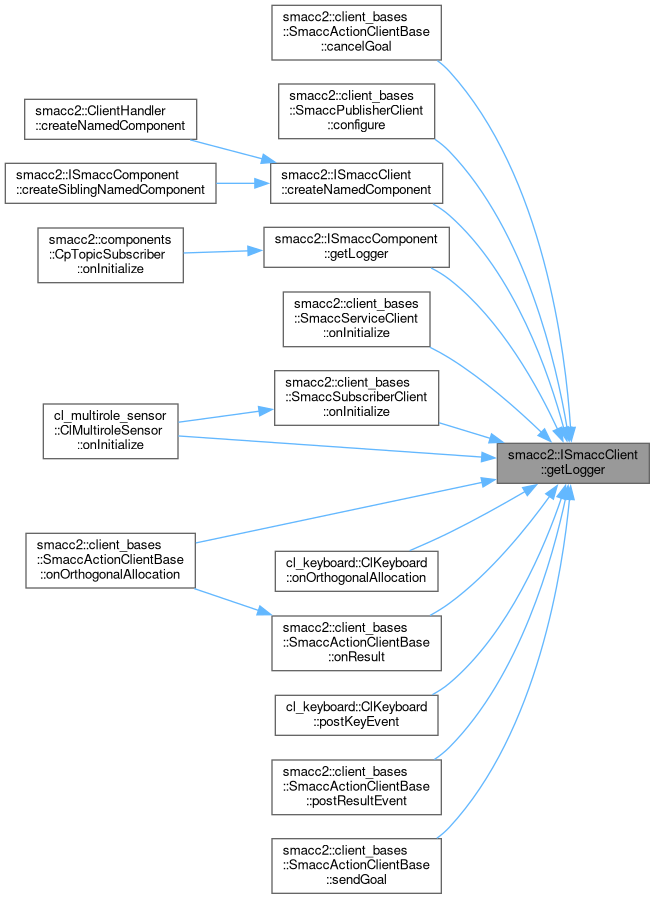 smacc2::client_bases
::SmaccActionClientBase
::cancelGoal
smacc2::client_bases
::SmaccPublisherClient
::configure
smacc2::ClientHandler
::createNamedComponent
smacc2::ISmaccComponent
::createSiblingNamedComponent
smacc2::ISmaccClient
::createNamedComponent
smacc2::components
::CpTopicSubscriber
::onInitialize
smacc2::ISmaccComponent
::getLogger
smacc2::client_bases
::SmaccServiceClient
::onInitialize
cl_multirole_sensor
::ClMultiroleSensor
::onInitialize
smacc2::client_bases
::SmaccSubscriberClient
::onInitialize
smacc2::ISmaccClient
::getLogger
smacc2::client_bases
::SmaccActionClientBase
::onOrthogonalAllocation
cl_keyboard::ClKeyboard
::onOrthogonalAllocation
smacc2::client_bases
::SmaccActionClientBase
::onResult
cl_keyboard::ClKeyboard
::postKeyEvent
smacc2::client_bases
::SmaccActionClientBase
::postResultEvent
smacc2::client_bases
::SmaccActionClientBase
::sendGoal